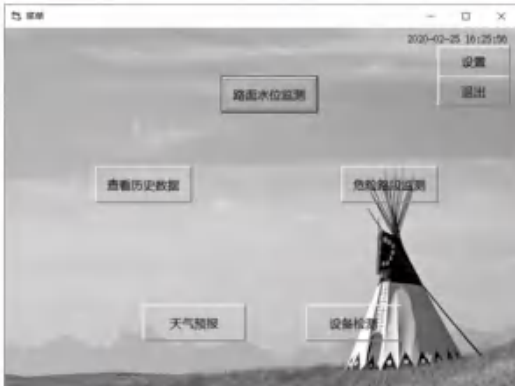 菜单
2020-02-25 16:25:56
设置
退出
路面水位监测
查看历史数据
危险路段监测
天气预报
设备检测